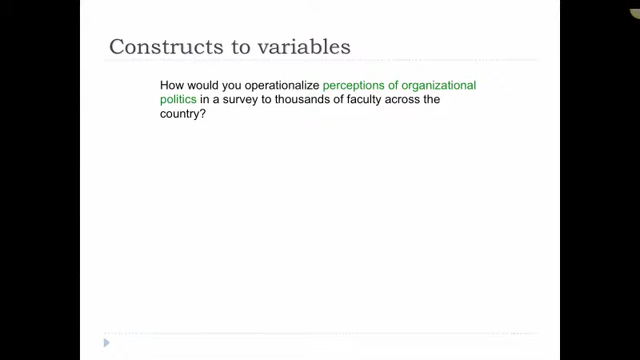 Constructs to variables
How would you operationalize perceptions of organizational
politics in a survey to thousands of faculty across the
country?